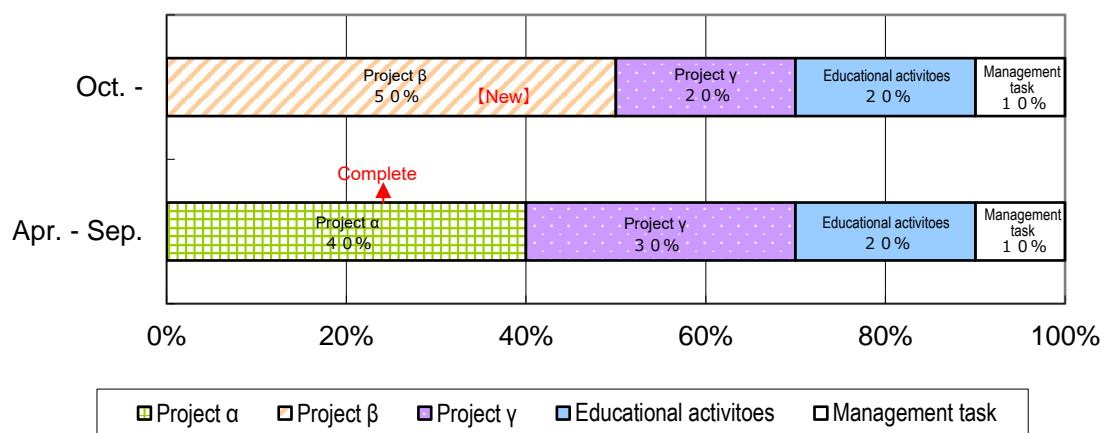 Oct. -
Project β
５０%
【New】
Project γ
２０%
Educational activitoes
２０%
Management
task
１０%
Complete
Apr. - Sep.
Project α
４０%
Project γ
３０%
Educational activitoes
２０%
Management
task
１０%
0% 20% 40% 60% 80% 100%
Project α Project β Project γ Educational activitoes Management task